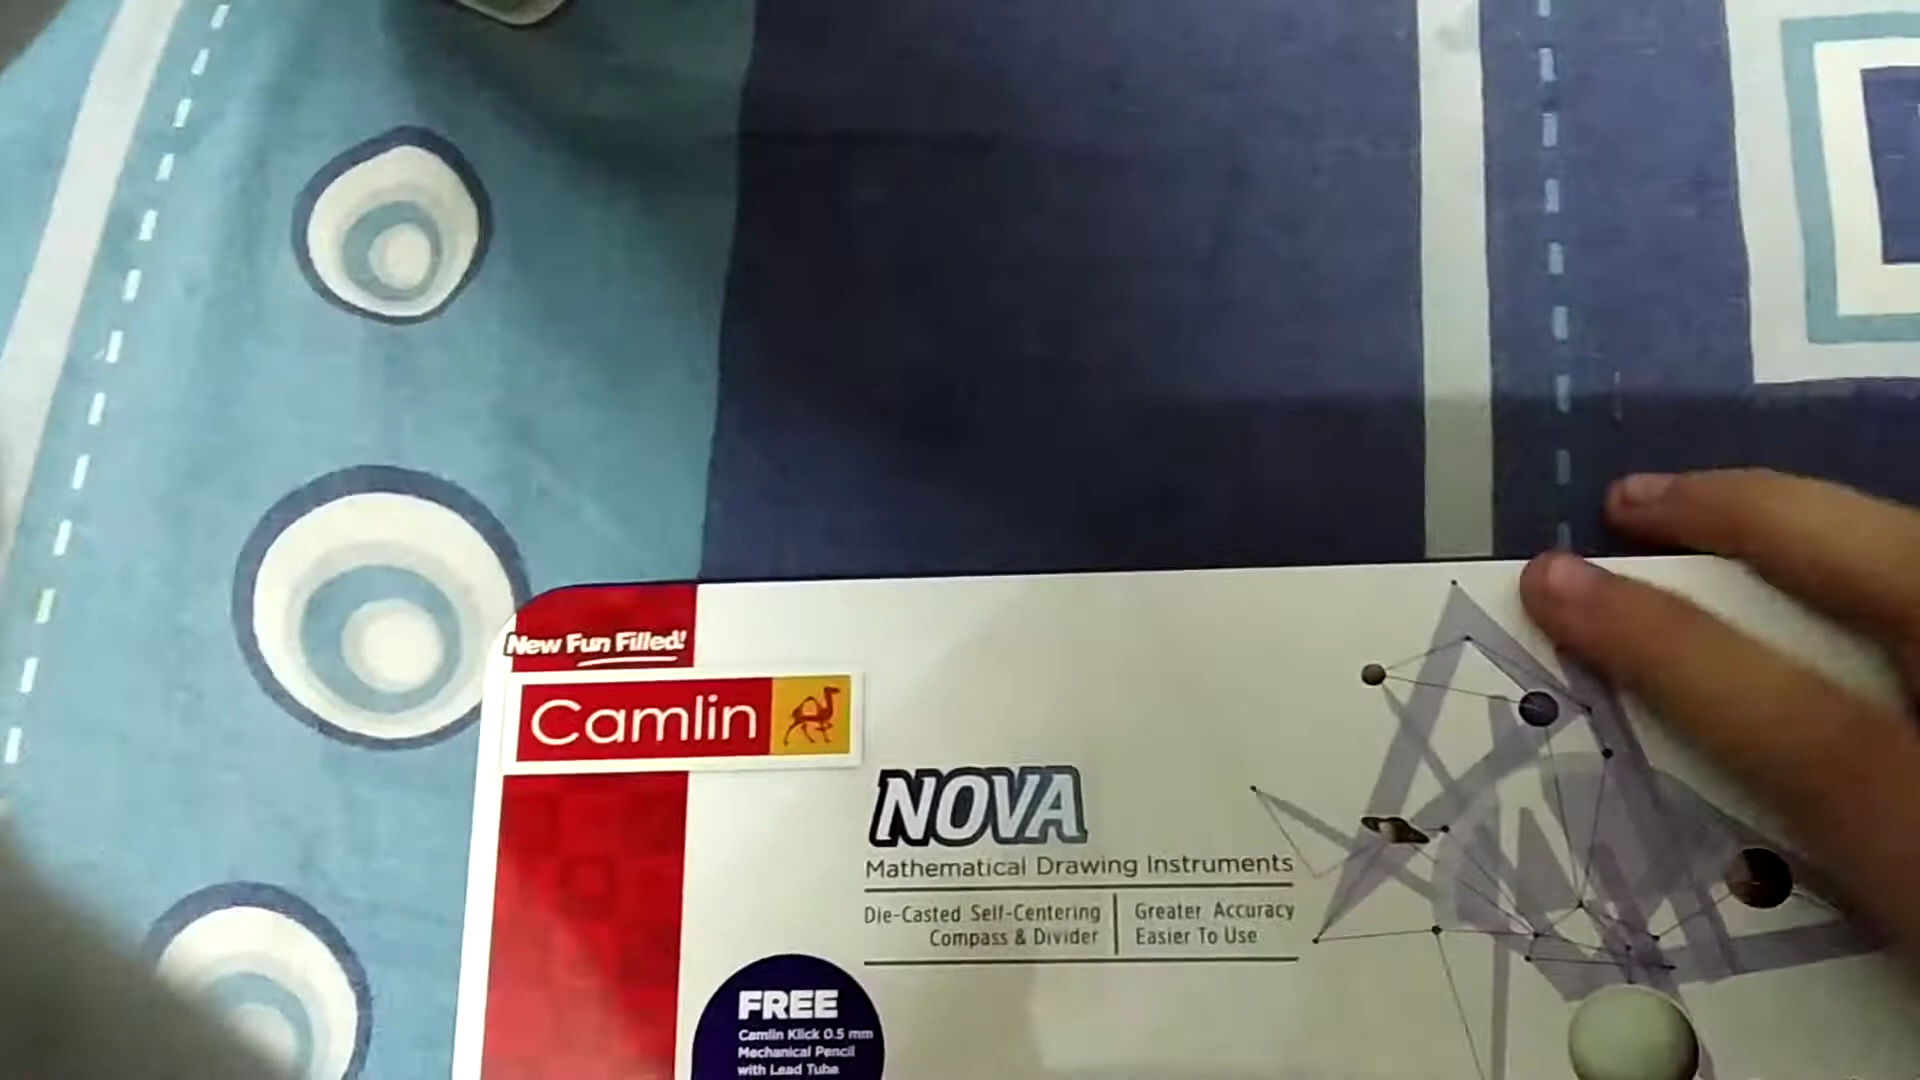 New Fun Filled!
Camlin
NOVA
Mathematical Drawing Instruments
Die-Casted Self-Centering
Compass & Divider
Greater Accuracy
Easier To Use
FREE
Camlin Klick 0.5 mm
Mechanical Pencil
with Lead Tube